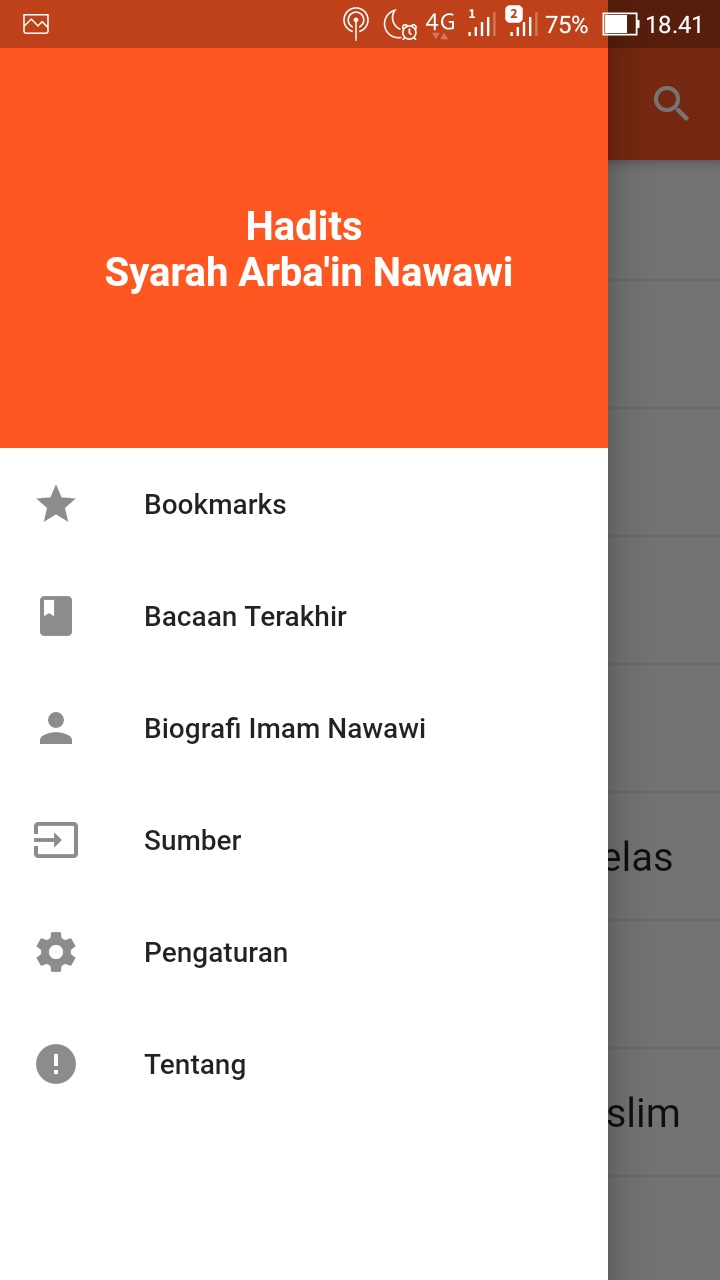 4G 1 2 75% 18.41
Hadits
Syarah Arba'in Nawawi
Bookmarks
Bacaan Terakhir
Biografi Imam Nawawi
Sumber
elas
Pengaturan
Tentang
slim